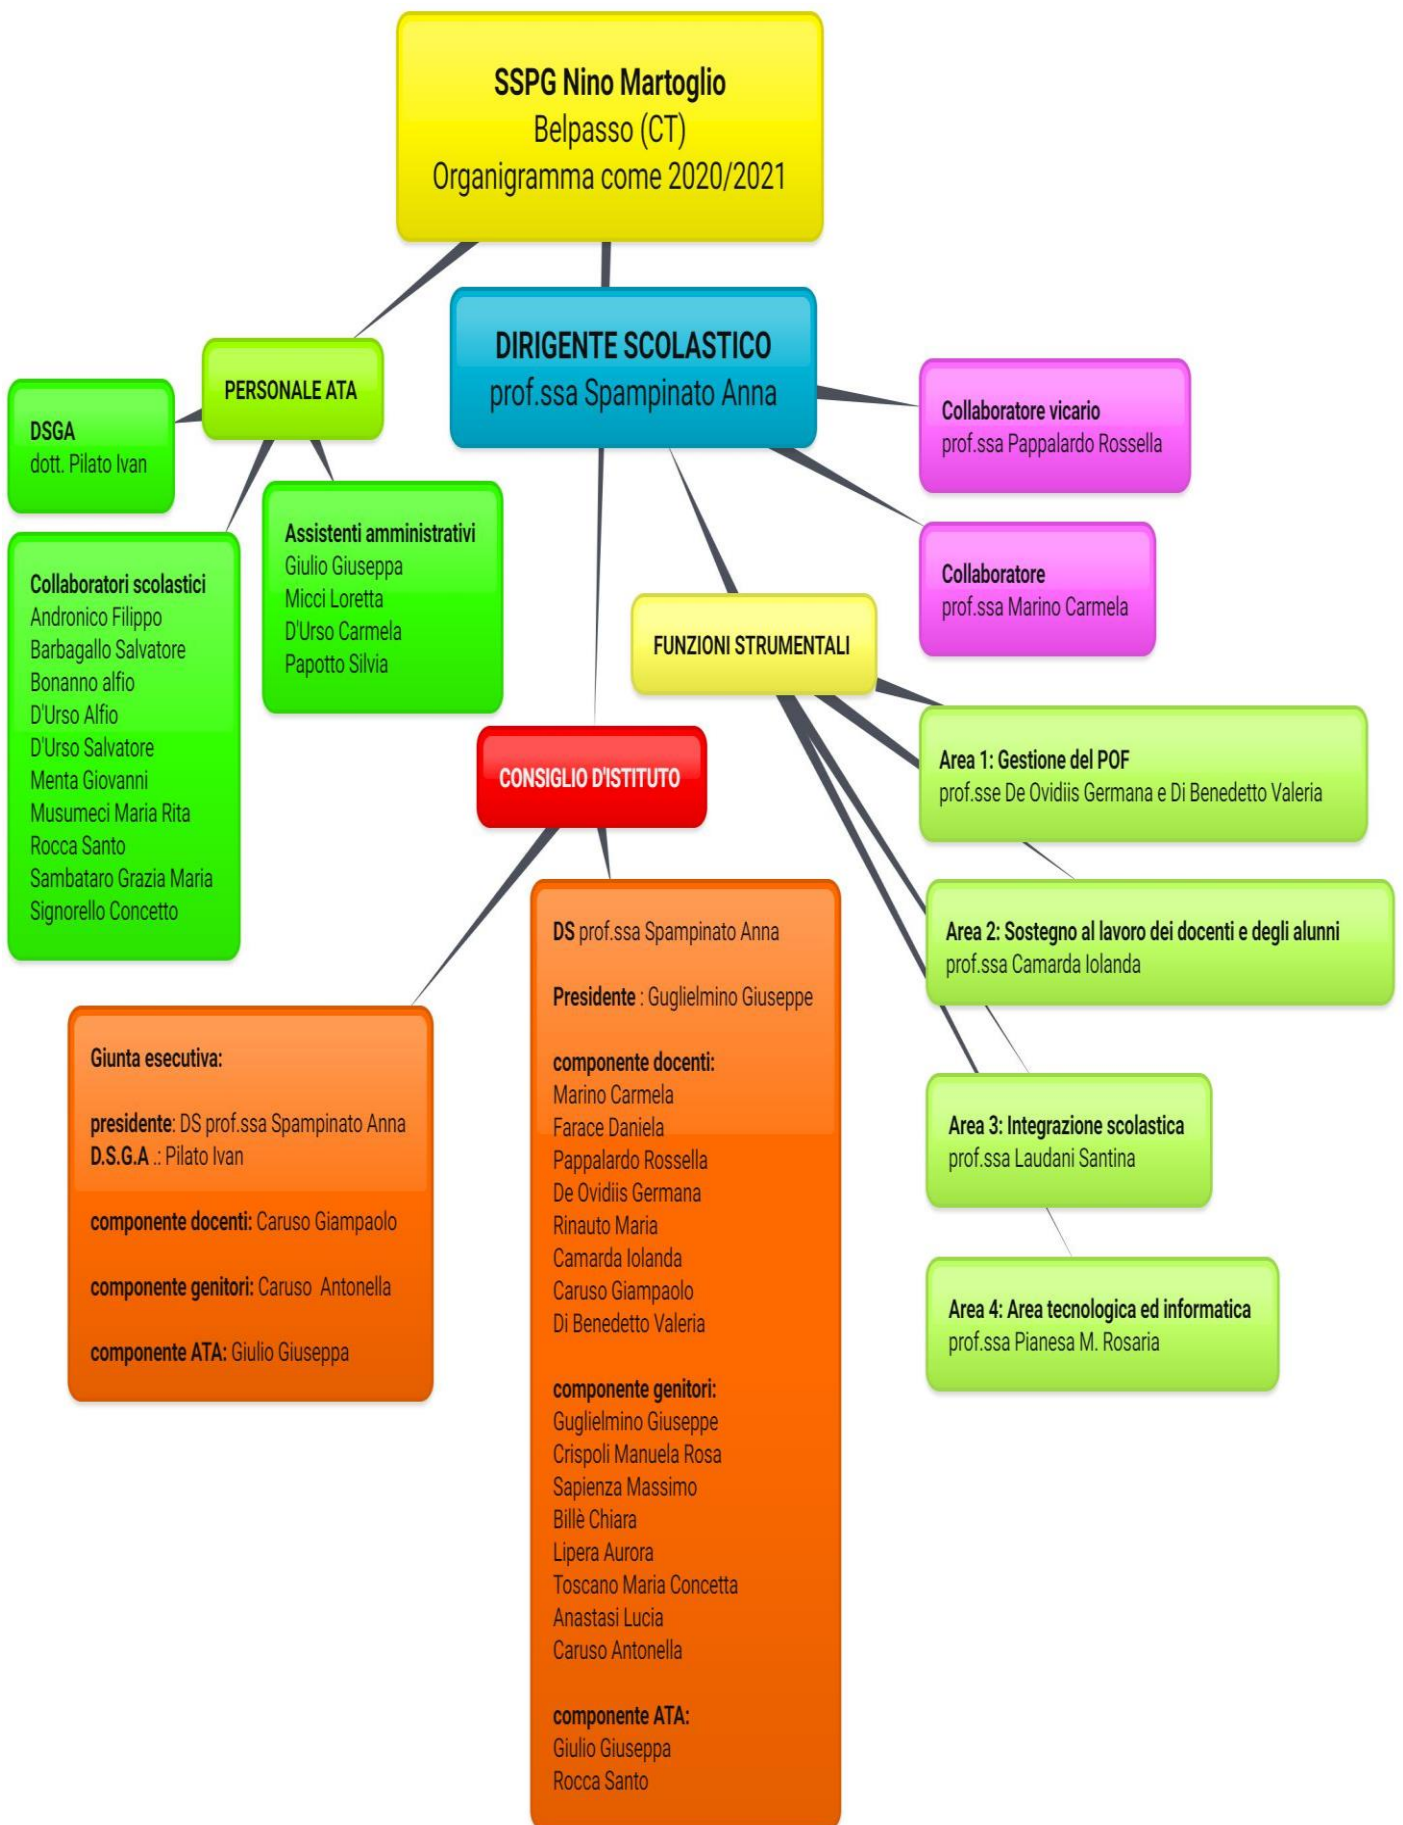 SSPG Nino Martoglio
Belpasso (CT)
Organigramma come 2020/2021
DIRIGENTE SCOLASTICO
prof.ssa Spampinato Anna
PERSONALE ATA
DSGA
dott. Pilato Ivan
Assistenti amministrativi
Giulio Giuseppa
Micci Loretta
D'Urso Carmela
Papotto Silvia
Collaboratori scolastici
Andronico Filippo
Barbagallo Salvatore
Bonanno alfio
D'Urso Alfio
D'Urso Salvatore
Menta Giovanni
Musumeci Maria Rita
Rocca Santo
Sambataro Grazia Maria
Signorello Concetto
Collaboratore vicario
prof.ssa Pappalardo Rossella
Collaboratore
prof.ssa Marino Carmela
FUNZIONI STRUMENTALI
Area 1: Gestione del POF
prof.sse De Ovidiis Germana e Di Benedetto Valeria
Area 2: Sostegno al lavoro dei docenti e degli alunni
prof.ssa Camarda Iolanda
Area 3: Integrazione scolastica
prof.ssa Laudani Santina
Area 4: Area tecnologica ed informatica
prof.ssa Pianesa M. Rosaria
CONSIGLIO D'ISTITUTO
Giunta esecutiva:
presidente: DS prof.ssa Spampinato Anna
D.S.G.A .: Pilato Ivan
componente docenti: Caruso Giampaolo
componente genitori: Caruso  Antonella
componente ATA: Giulio Giuseppa
DS prof.ssa Spampinato Anna
Presidente : Guglielmino Giuseppe
componente docenti:
Marino Carmela
Farace Daniela
Pappalardo Rossella
De Ovidiis Germana
Rinauto Maria
Camarda Iolanda
Caruso Giampaolo
Di Benedetto Valeria
componente genitori:
Guglielmino Giuseppe
Crispoli Manuela Rosa
Sapienza Massimo
Billè Chiara
Lipera Aurora
Toscano Maria Concetta
Anastasi Lucia
Caruso Antonella
componente ATA:
Giulio Giuseppa
Rocca Santo